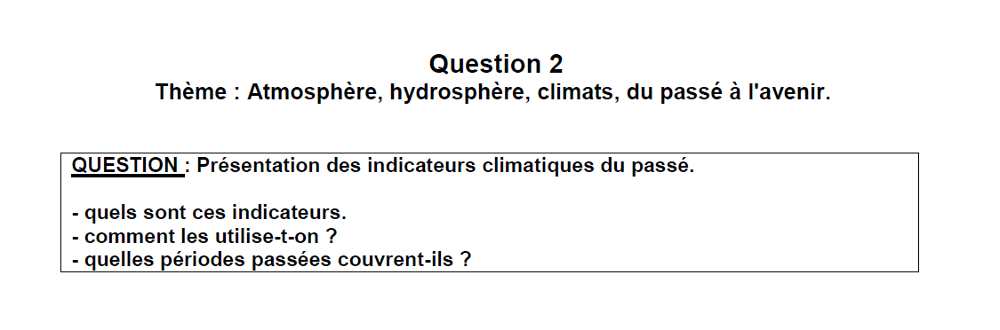 Question 2
Thème : Atmosphère, hydrosphère, climats, du passé à l'avenir.
QUESTION : Présentation des indicateurs climatiques du passé.
- quels sont ces indicateurs.
- comment les utilise-t-on ?
- quelles périodes passées couvrent-ils ?